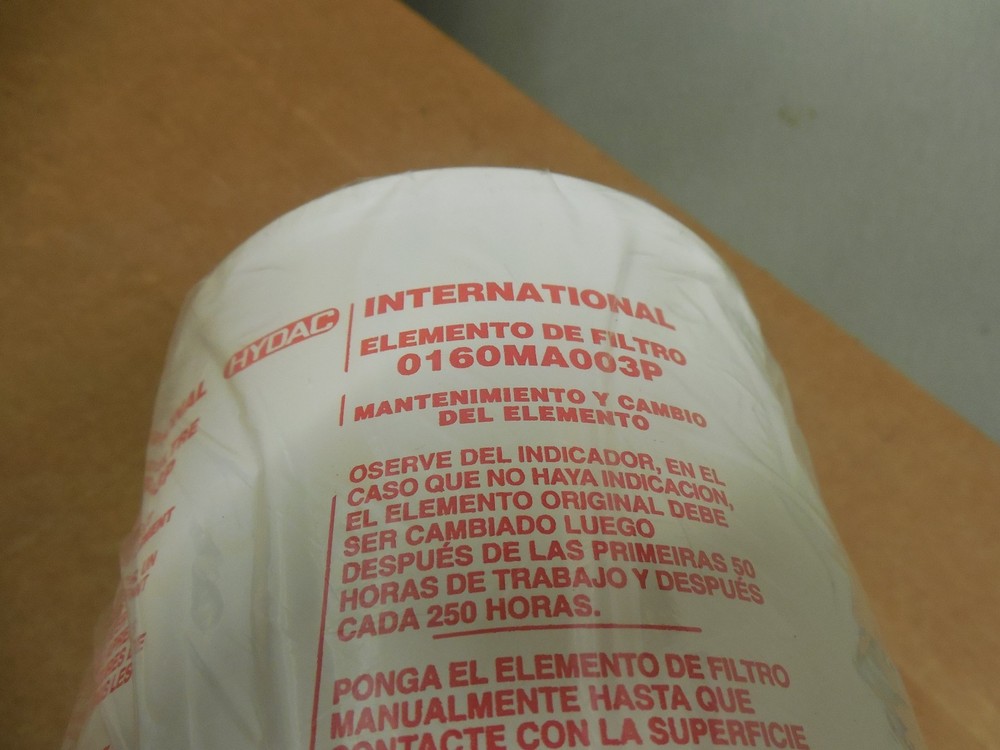 HYDAC
INTERNATIONAL
ELEMENTO DE FILTRO
0160MA003P
MANTENIMIENTO Y CAMBIO
DEL ELEMENTO
OSERVE DEL INDICADOR, EN EL
CASO QUE NO HAYA INDICACION,
EL ELEMENTO ORIGINAL DEBE
SER CAMBIADO LUEGO
DESPUÉS DE LAS PRIMEIRAS 50
HORAS DE TRABAJO Y DESPUÉS
CADA 250 HORAS.
PONGA EL ELEMENTO DE FILTRO
MANUALMENTE HASTA QUE
CONTACTE CON LA SUPERFICIE